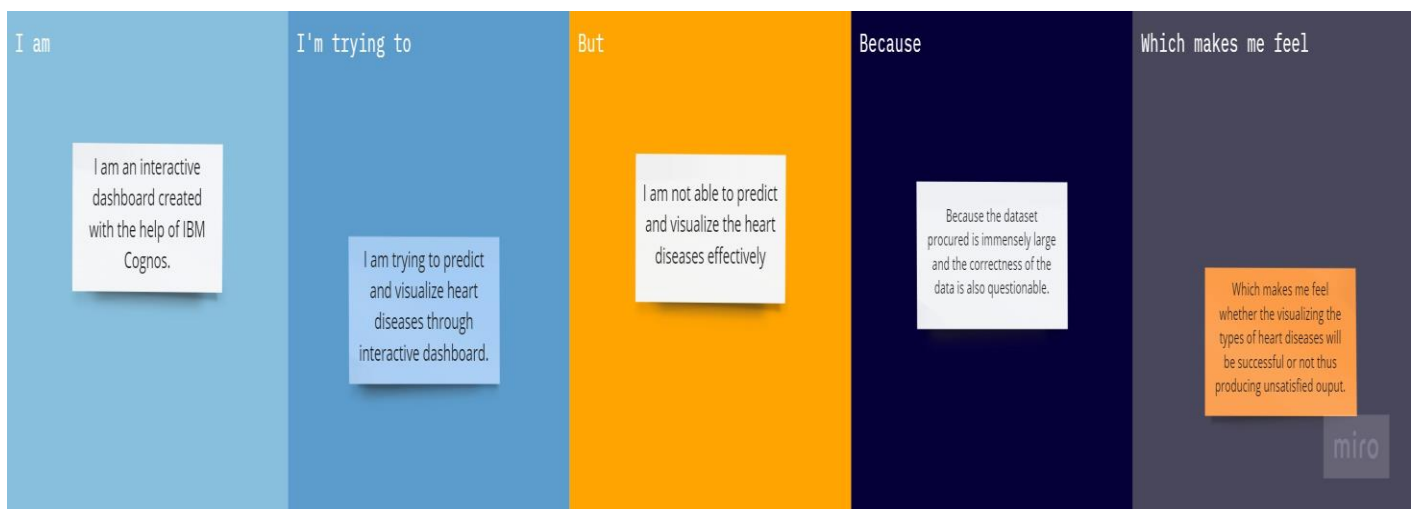 I am
I am an interactive
dashboard created
with the help of IBM
Cognos.
I'm trying to
I am trying to predict
and visualize heart
diseases through
interactive dashboard.
But
I am not able to predict
and visualize the heart
diseases effectively
Because
Because the dataset
procured is immensely large
and the correctness of the
data is also questionable.
Which makes me feel
Which makes me feel
whether the visualizing the
types of heart diseases will
be successful or not thus
producing unsatisfied ouput.
miro